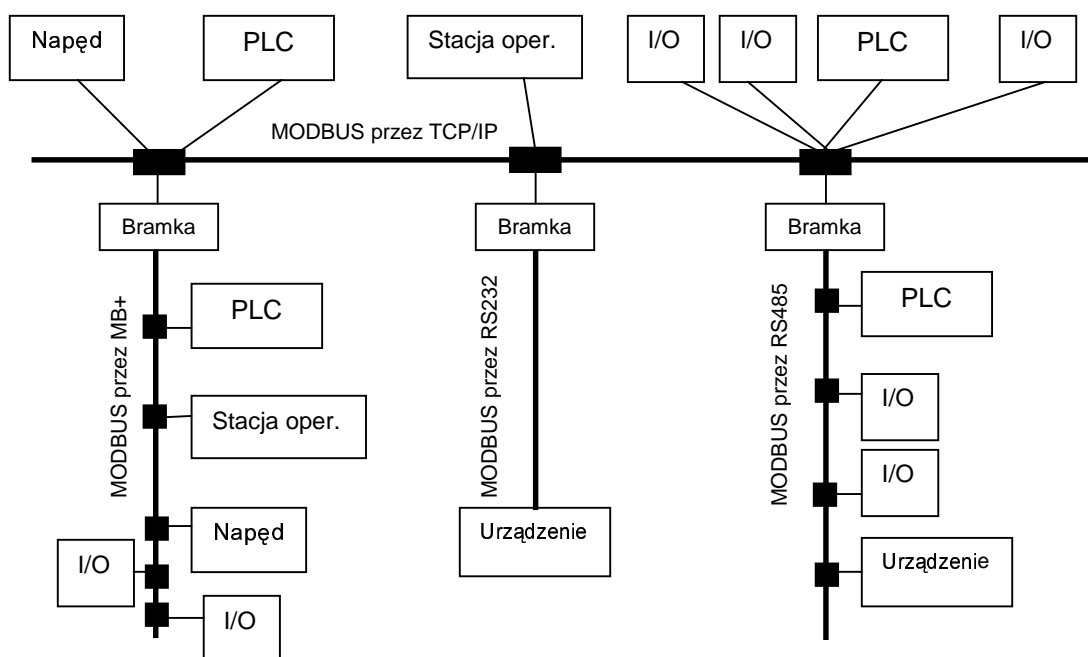 Napęd
PLC
Stacja oper.
I/O
I/O
PLC
I/O
MODBUS przez TCP/IP
Bramka
Bramka
Bramka
MODBUS przez MB+
PLC
Stacja oper.
Napęd
I/O
I/O
MODBUS przez RS232
Urządzenie
MODBUS przez RS485
PLC
I/O
I/O
Urządzenie